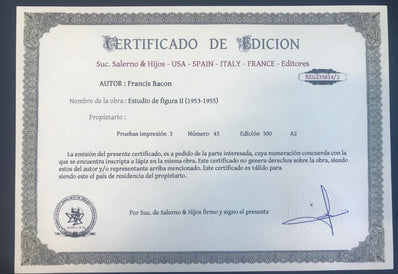 CERTIFICADO DE EDICION
Suc. Salerno & Hijos - USA - SPAIN - ITALY - FRANCE - Editores
REG235814/2
AUTOR : Francis Bacon
Nombre de la obra : Estudio de figura II (1953-1955)
Propietario :
Pruebas impresión 3 Número 43 Edición 300 A2
La emisión del presente certificado, es a pedido de la parte interesada, cuya numeración concuerda con la
que se encuentra inscripta a lápiz en la misma obra. Este certificado no genera derechos sobre la obra, siendo
estos del autor y/o representante arriba mencionado. Este certificado es válido para
siendo este el país de residencia del propietario.
Por Suc. de Salerno & Hijos firmo y signo el presente